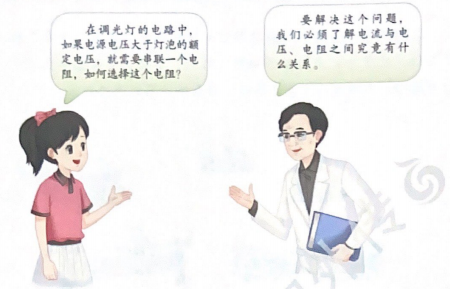 在调光灯的电路中，
如果电源电压大于灯泡的额
定电压，就需要串联一个电
阻，如何选择这个电阻？
要解决这个问题，
我们必须了解电流与电
压、电阻之间究竟有什
么关系。